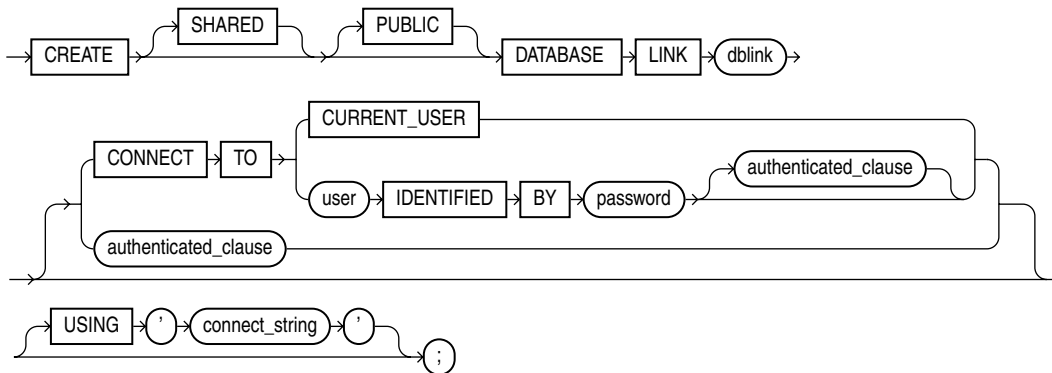 SHARED PUBLIC
CREATE DATABASE LINK dblink
CURRENT_USER
CONNECT TO authenticated_clause
user IDENTIFIED BY password
authenticated_clause
USING ' connect_string '
;